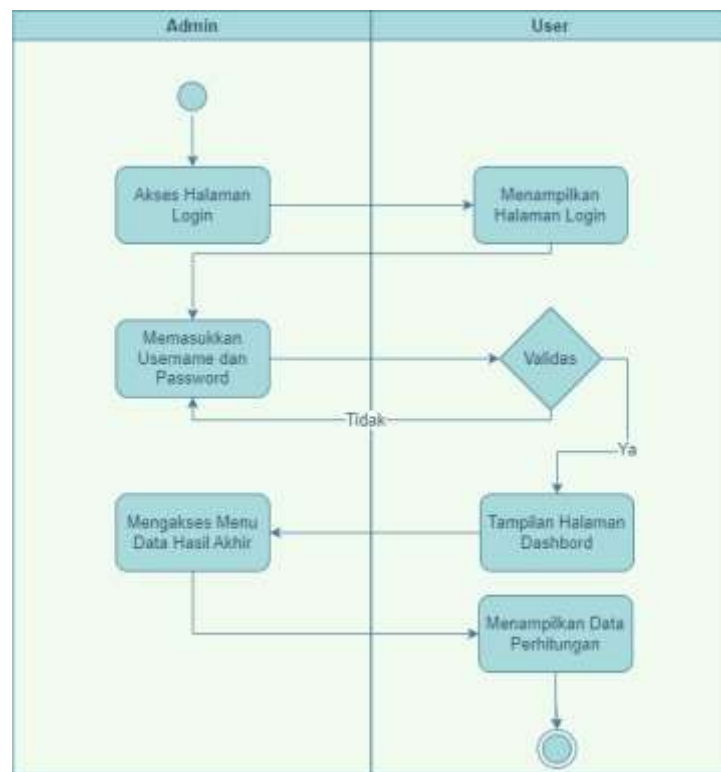 Admin
User
Akses Halaman
Login
Menampilkan
Halaman Login
Memasukkan
Username dan
Password
Validas
Tidak
Ya
Mengakses Menu
Data Hasil Akhir
Tampilan Halaman
Dashbord
Menampilkan Data
Perhitungan